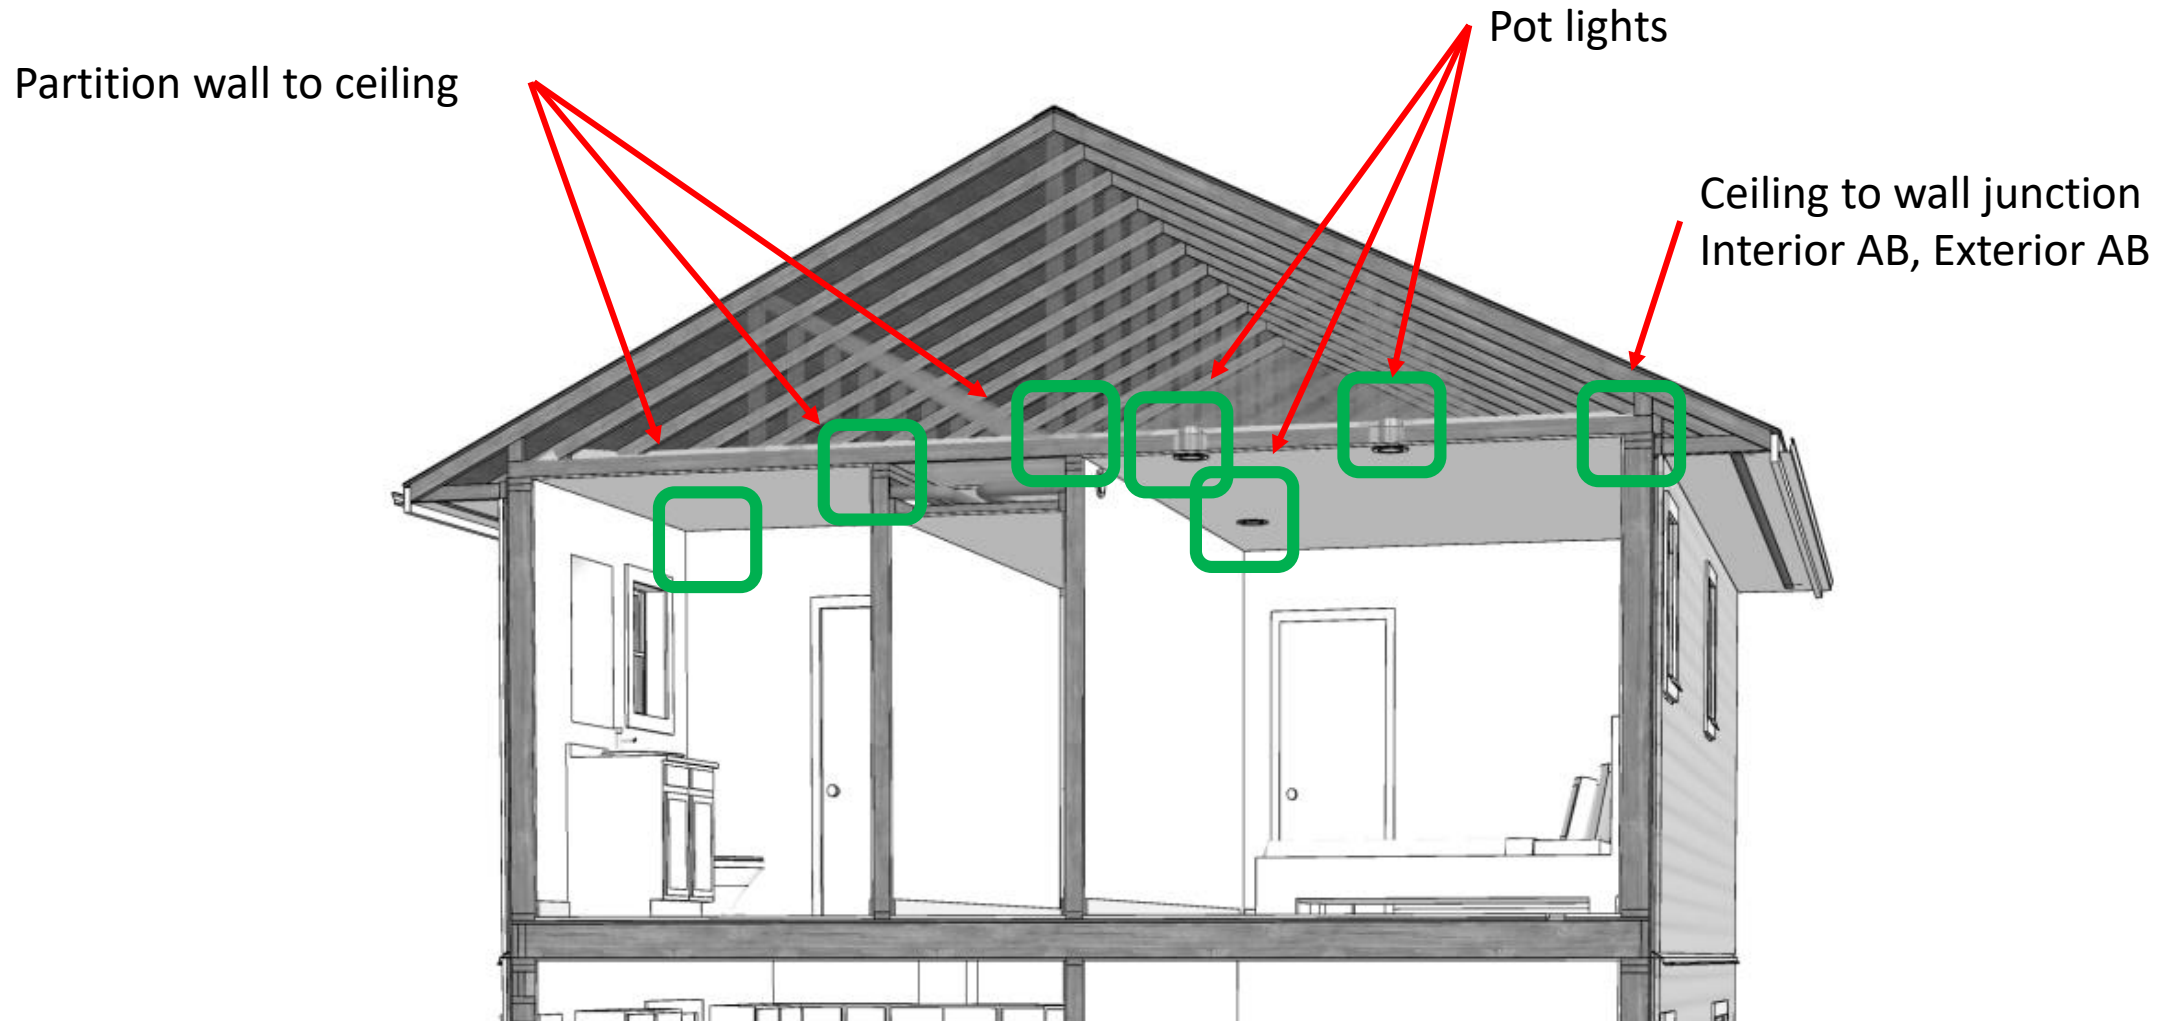 Pot lights
Partition wall to ceiling
Ceiling to wall junction
Interior AB, Exterior AB